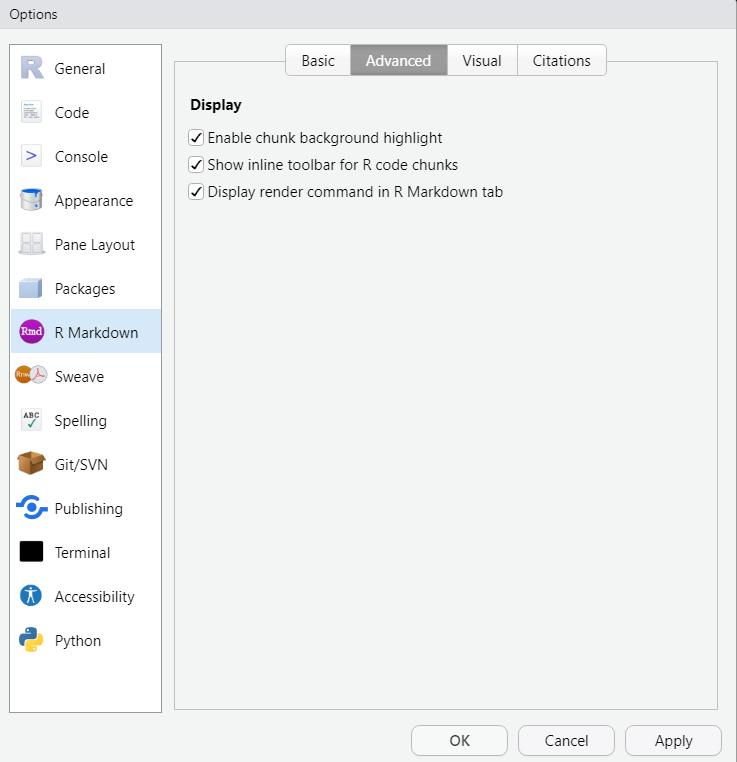 Options
General
Code
Console
Appearance
Pane Layout
Packages
Rmd R Markdown
Rnw Sweave
ABC Spelling
Git/SVN
Publishing
Terminal
Accessibility
Python
Basic Advanced Visual Citations
Display
Enable chunk background highlight
Show inline toolbar for R code chunks
Display render command in R Markdown tab
OK Cancel Apply